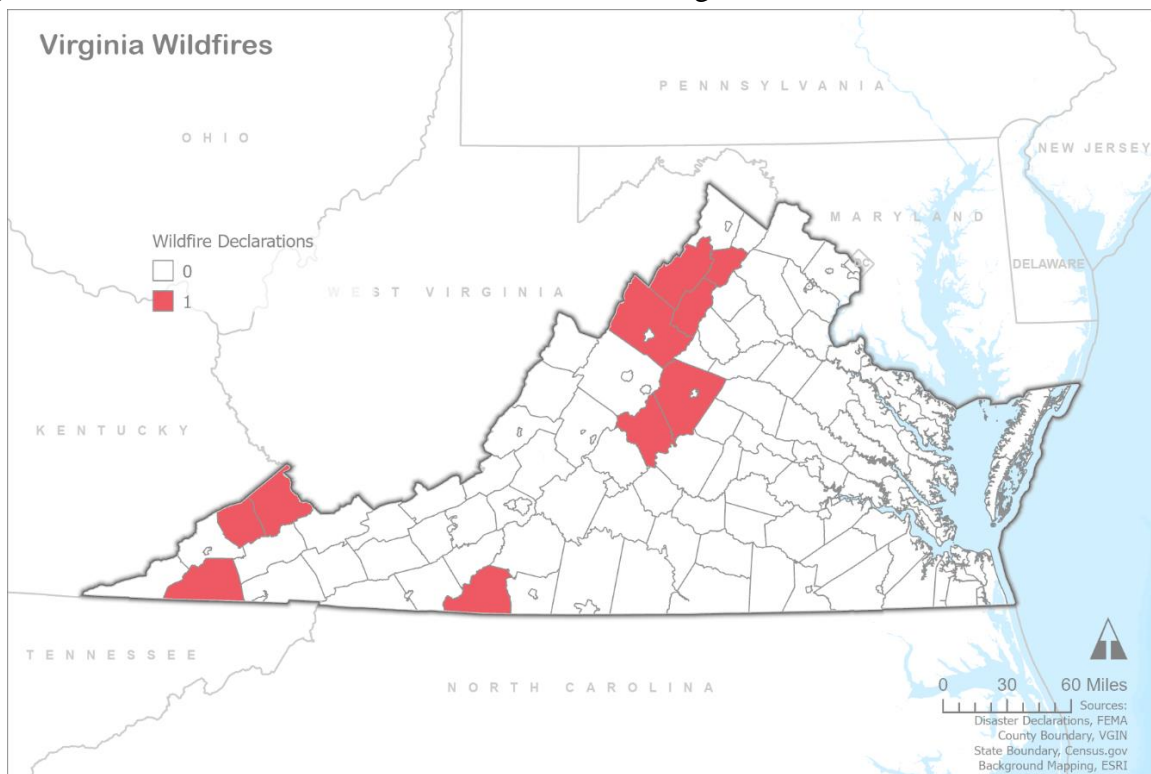 Virginia Wildfires
PENNSYLVANIA
OHIO
NEW JERSEY
MARYLAND
Wildfire Declarations
0
1
DC
DELAWARE
WEST VIRGINIA
KENTUCKY
TENNESSEE
NORTH CAROLINA
0 30 60 Miles
Sources:
Disaster Declarations, FEMA
County Boundary, VGIN
State Boundary, Census.gov
Background Mapping, ESRI